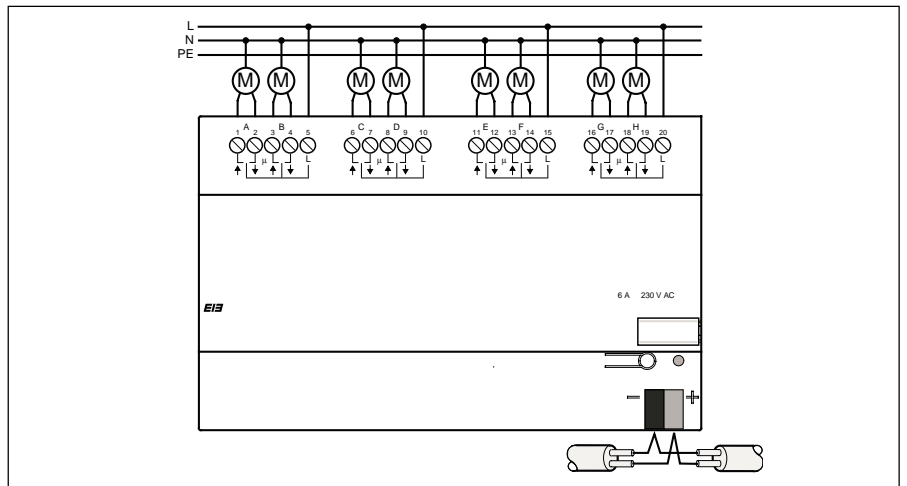 L
N
PE
M M M M M M M M
A B C D E F G H
1 2 3 4 5 6 7 8 9 10 11 12 13 14 15 16 17 18 19 20
µ L µ L µ L µ L
6 A 230 V AC
EIB
− +